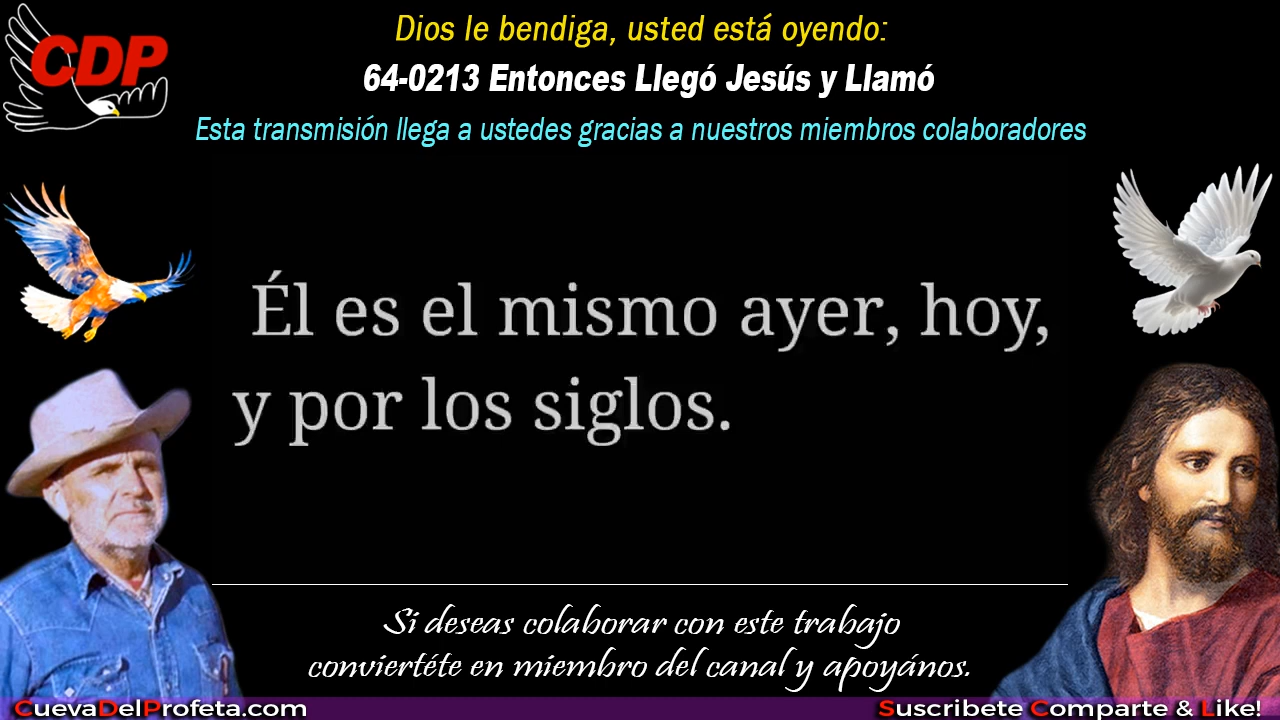 CDP
Dios le bendiga, usted está oyendo:
64-0213 Entonces Llegó Jesús y Llamó
Esta transmisión llega a ustedes gracias a nuestros miembros colaboradores
Él es el mismo ayer, hoy,
y por los siglos.
Si deseas colaborar con este trabajo
conviertéte en miembro del canal y apoyános.
CuevaDelProfeta.com
Suscribete Comparte & Like!